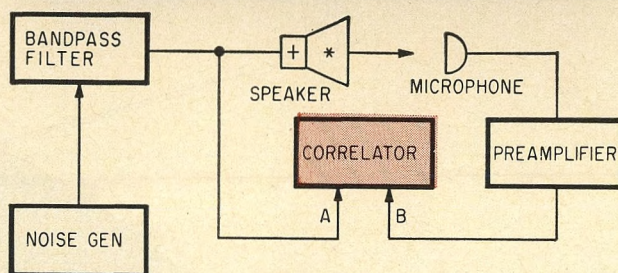 BANDPASS
FILTER
+
*
SPEAKER
MICROPHONE
CORRELATOR
PREAMPLIFIER
A
B
NOISE GEN